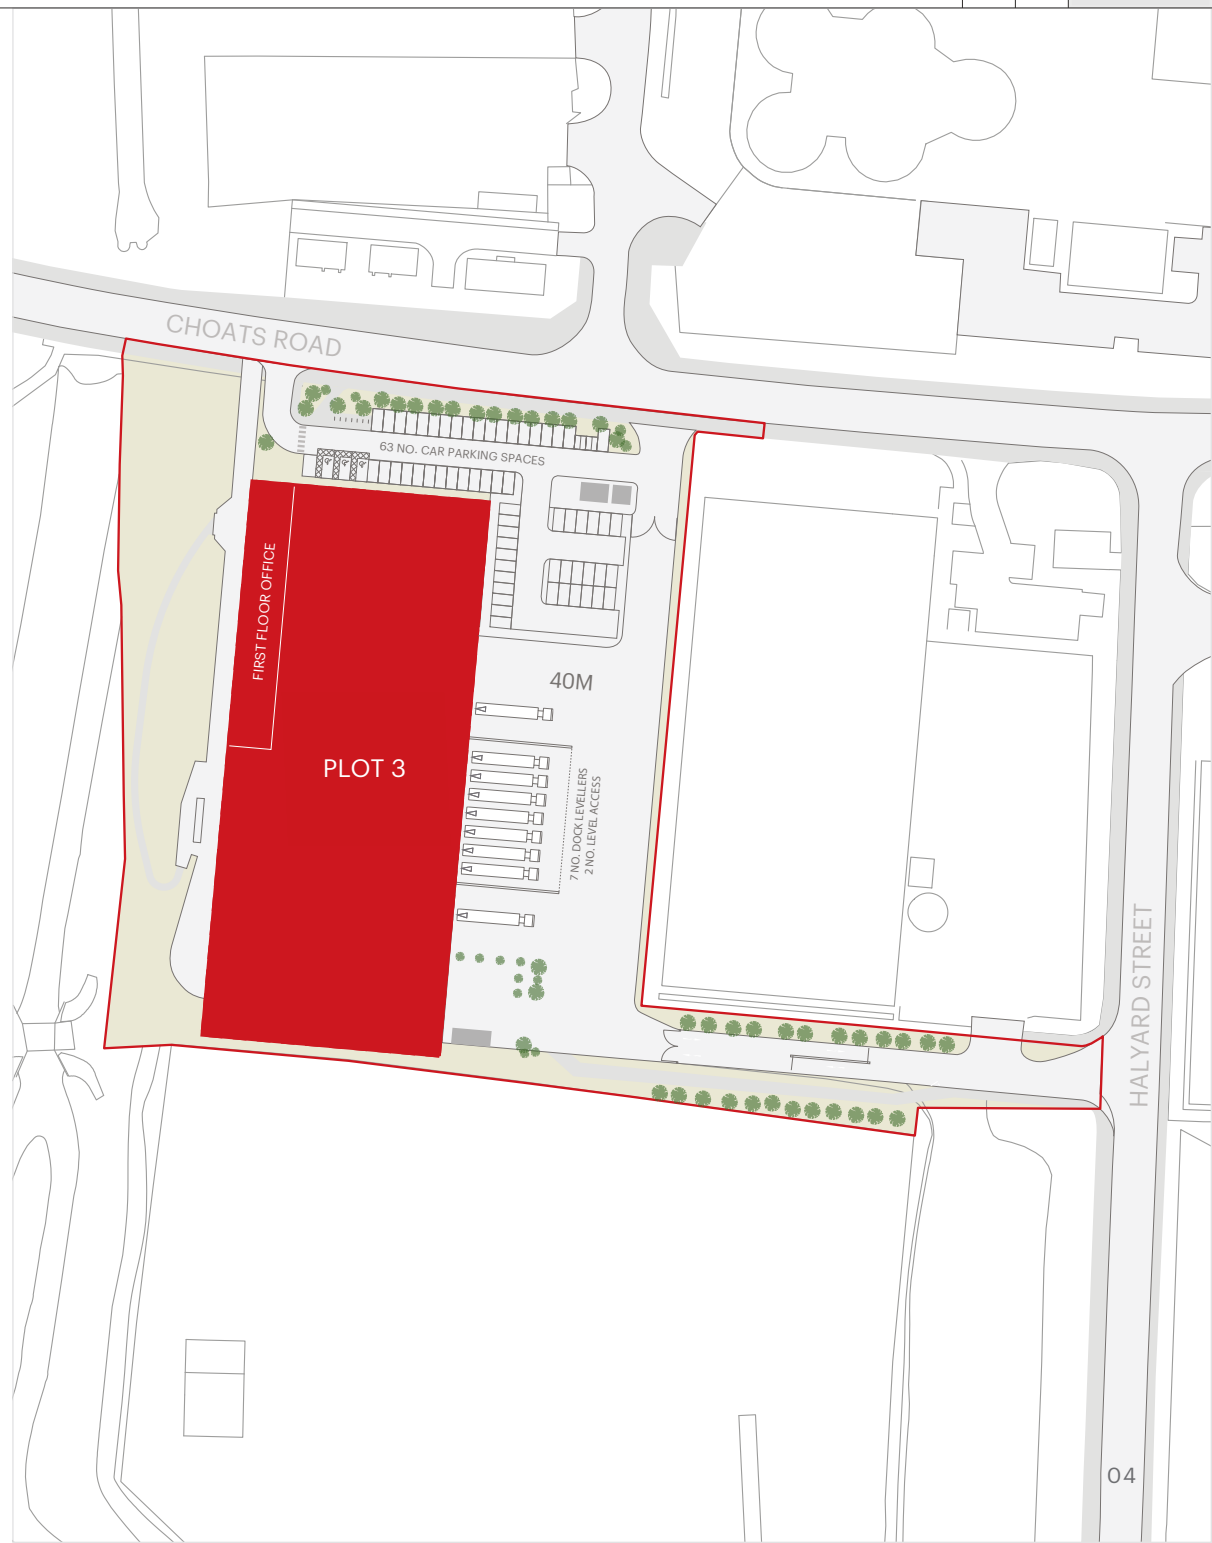 CHOATS ROAD
63 NO. CAR PARKING SPACES
FIRST FLOOR OFFICE
40M
PLOT 3
7 NO. DOCK LEVELLERS
2 NO. LEVEL ACCESS
HALYARD STREET
04